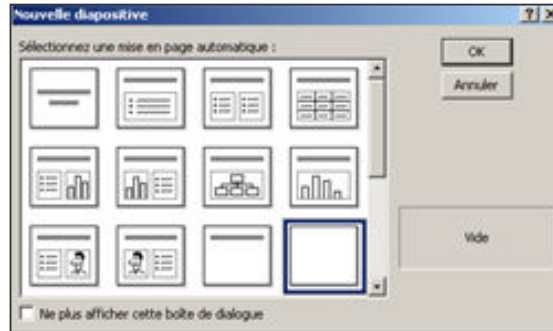 Nouvelle diapositive
Sélectionnez une mise en page automatique :
OK
Annuler
Vide
Ne plus afficher cette boîte de dialogue